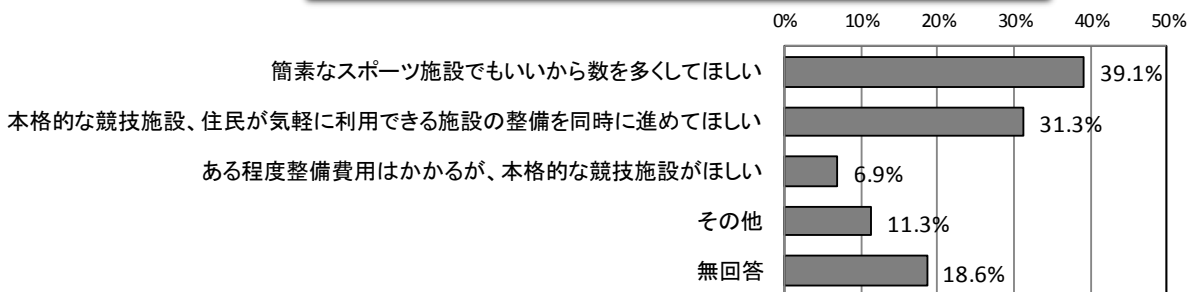 0% 10% 20% 30% 40% 50%
簡素なスポーツ施設でもいいから数を多くしてほしい 39.1%
本格的な競技施設、住民が気軽に利用できる施設の整備を同時に進めてほしい 31.3%
ある程度整備費用はかかるが、本格的な競技施設がほしい 6.9%
その他 11.3%
無回答 18.6%